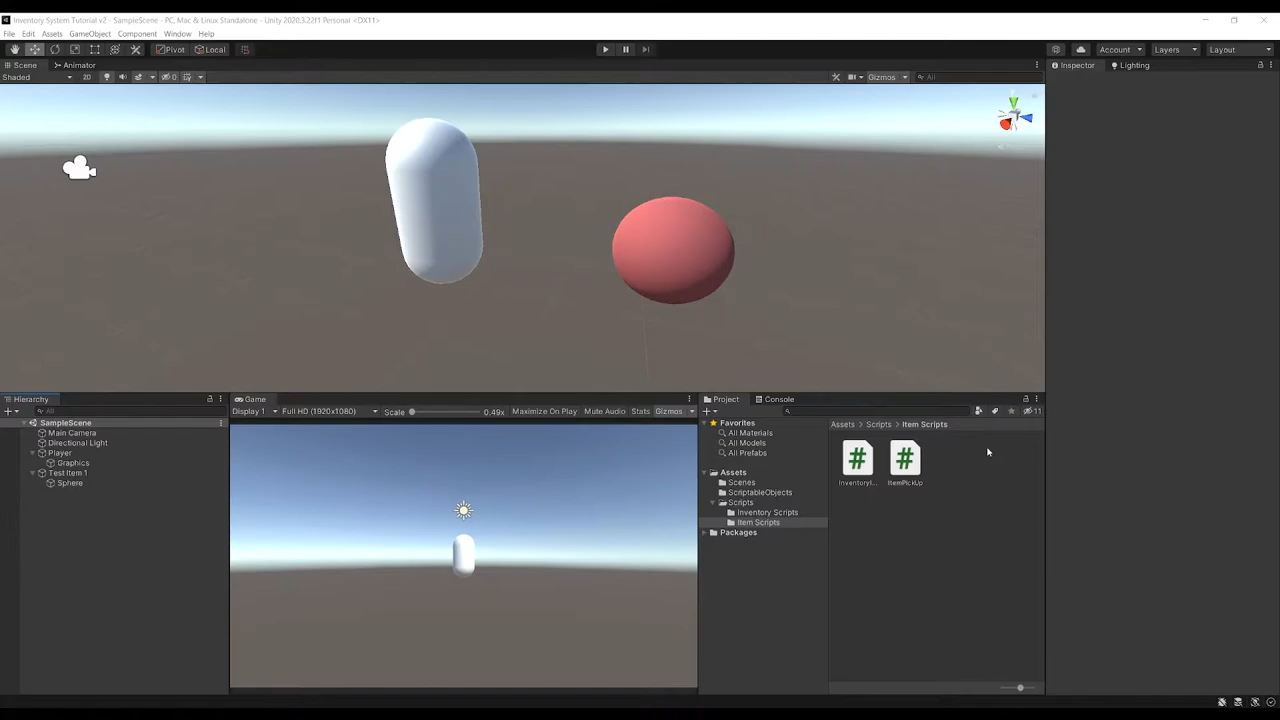 Inventory System Tutorial v2 - SampleScene - PC, Mac & Linux Standalone - Unity 2020.3.22f1 Personal <DX11>
File Edit Assets GameObject Component Window Help
Pivot Local Account Layers Layout
Scene Animator Inspector Lighting
Shaded 2D 0 Gizmos All
Hierarchy
All
SampleScene
Main Camera
Directional Light
Player
Graphics
Test Item 1
Sphere
Game
Display 1 Full HD (1920x1080) Scale 0.49x Maximize On Play Mute Audio Stats Gizmos
Project Console
11
Favorites
All Materials
All Models
All Prefabs
Assets
Scenes
ScriptableObjects
Scripts
Inventory Scripts
Item Scripts
Packages
Assets Scripts Item Scripts
# #
InventoryI... ItemPickUp